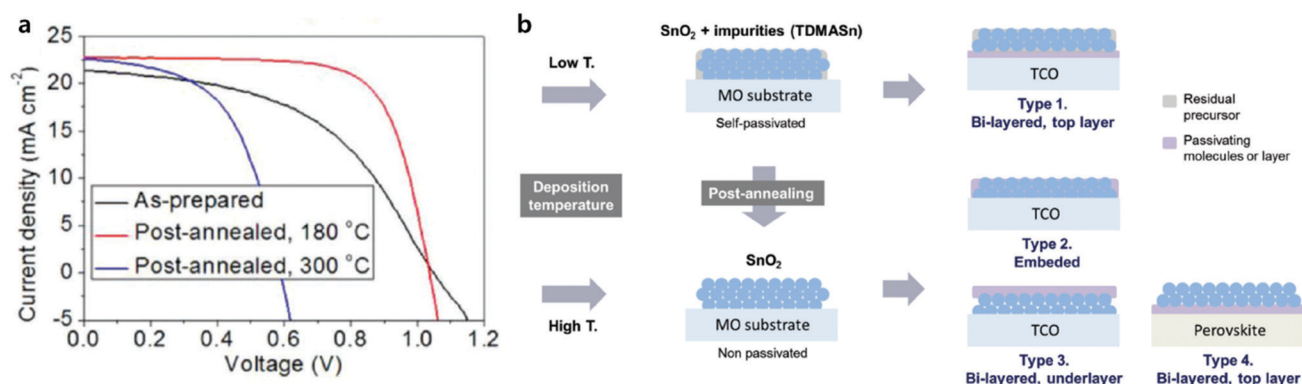 a
25
20
15
10
5
0
-5
Current density (mA cm⁻²)
As-prepared
Post-annealed, 180 °C
Post-annealed, 300 °C
0.0 0.2 0.4 0.6 0.8 1.0 1.2
Voltage (V)
b
Low T.
Deposition
temperature
High T.
SnO₂ + impurities (TDMASn)
MO substrate
Self-passivated
Post-annealing
SnO₂
MO substrate
Non passivated
TCO
Type 1.
Bi-layered, top layer
TCO
Type 2.
Embeded
TCO
Type 3.
Bi-layered, underlayer
Perovskite
Type 4.
Bi-layered, top layer
Residual
precursor
Passivating
molecules or layer